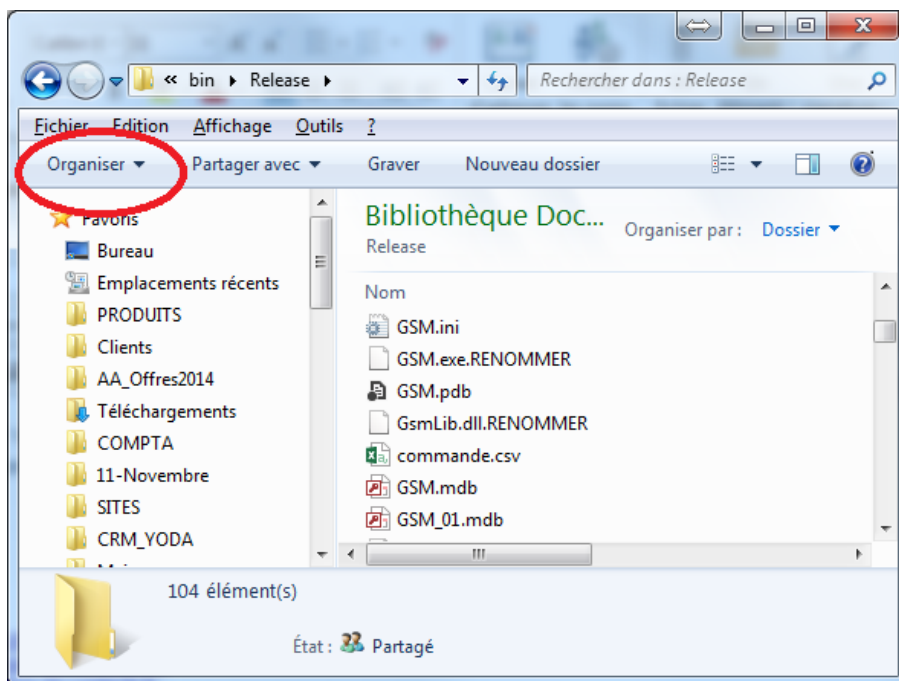 « bin Release
Rechercher dans : Release
Fichier Edition Affichage Outils ?
Organiser Partager avec Graver Nouveau dossier
Favoris
Bureau
Emplacements récents
PRODUITS
Clients
AA_Offres2014
Téléchargements
COMPTA
11-Novembre
SITES
CRM_YODA
Bibliothèque Doc...
Release
Organiser par : Dossier
Nom
GSM.ini
GSM.exe.RENOMMER
GSM.pdb
GsmLib.dll.RENOMMER
commande.csv
GSM.mdb
GSM_01.mdb
104 élément(s)
État : Partagé